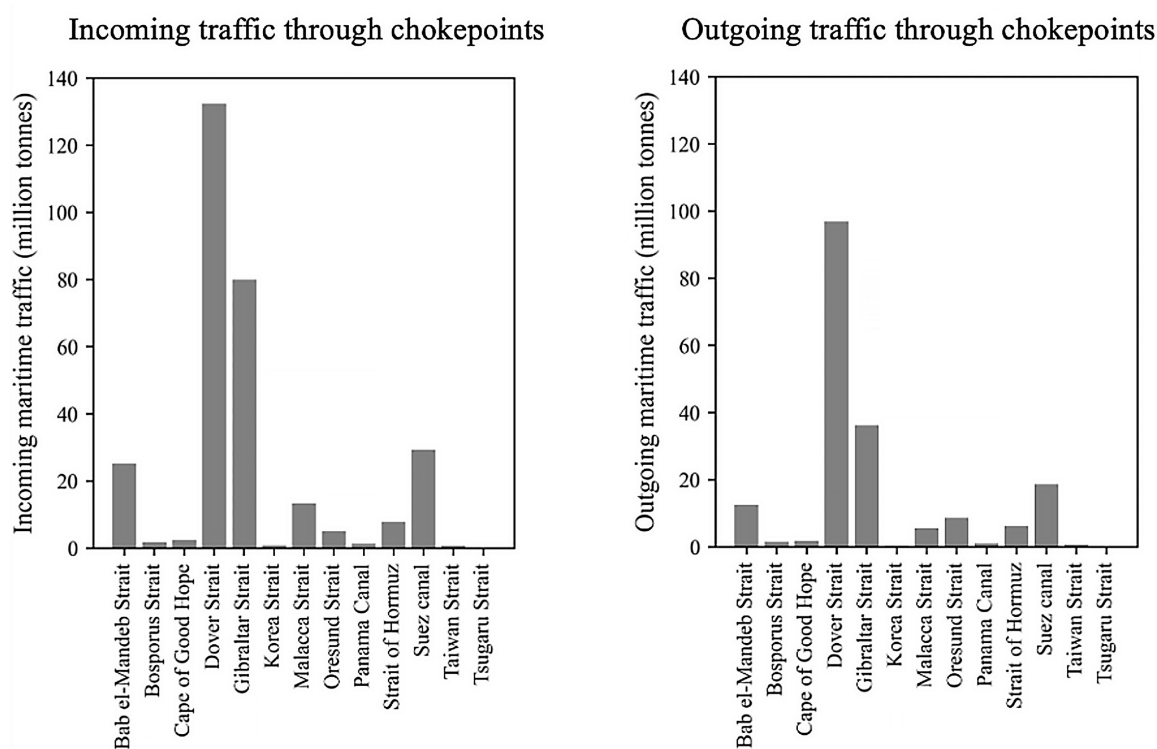 Incoming traffic through chokepoints
Incoming maritime traffic (million tonnes)
140
120
100
80
60
40
20
0
Bab el-Mandeb Strait
Bosporus Strait
Cape of Good Hope
Dover Strait
Gibraltar Strait
Korea Strait
Malacca Strait
Oresund Strait
Panama Canal
Strait of Hormuz
Suez canal
Taiwan Strait
Tsugaru Strait
Outgoing traffic through chokepoints
Outgoing maritime traffic (million tonnes)
140
120
100
80
60
40
20
0
Bab el-Mandeb Strait
Bosporus Strait
Cape of Good Hope
Dover Strait
Gibraltar Strait
Korea Strait
Malacca Strait
Oresund Strait
Panama Canal
Strait of Hormuz
Suez canal
Taiwan Strait
Tsugaru Strait